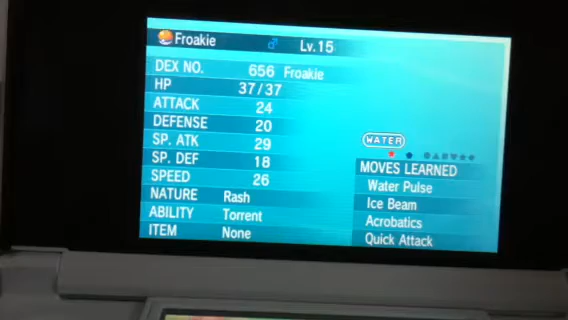 Froakie ♂ Lv.15
DEX NO. 656 Froakie
HP 37/37
ATTACK 24
DEFENSE 20
SP. ATK 29
SP. DEF 18
SPEED 26
NATURE Rash
ABILITY Torrent
ITEM None
WATER
MOVES LEARNED
Water Pulse
Ice Beam
Acrobatics
Quick Attack